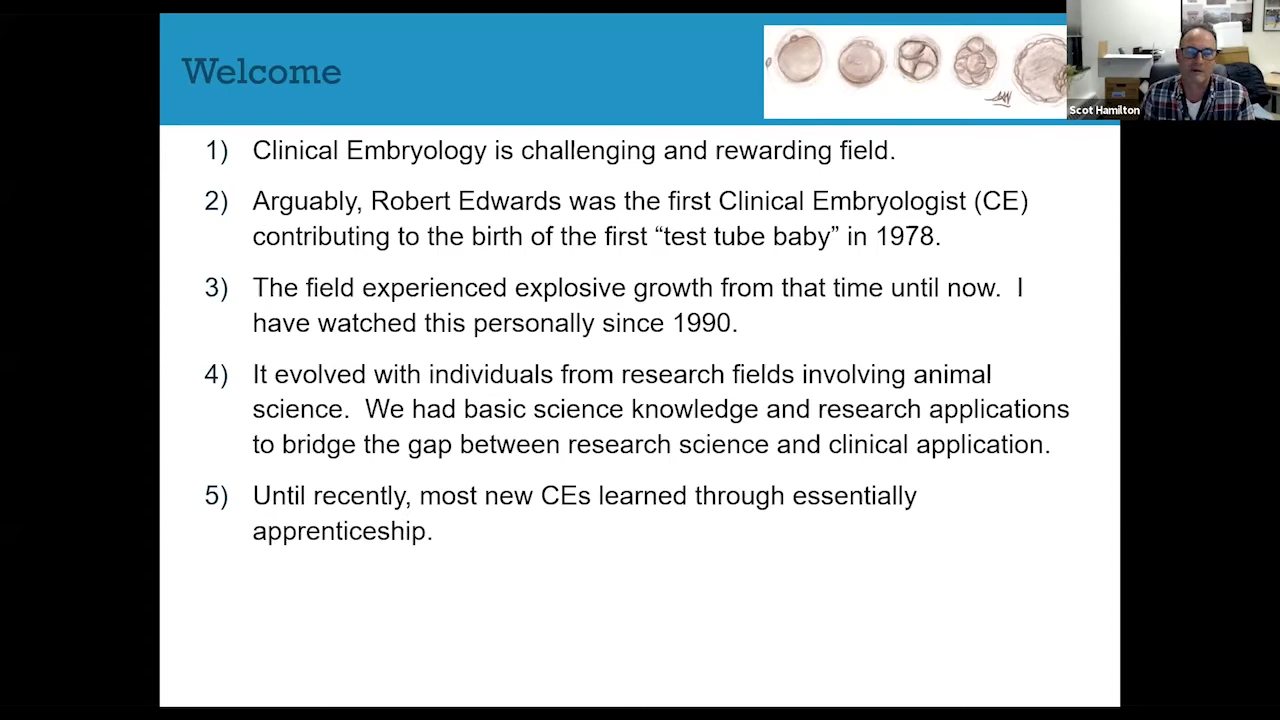 Welcome
Scot Hamilton
1) Clinical Embryology is challenging and rewarding field.
2) Arguably, Robert Edwards was the first Clinical Embryologist (CE)
contributing to the birth of the first “test tube baby” in 1978.
3) The field experienced explosive growth from that time until now.  I
have watched this personally since 1990.
4) It evolved with individuals from research fields involving animal
science.  We had basic science knowledge and research applications
to bridge the gap between research science and clinical application.
5) Until recently, most new CEs learned through essentially
apprenticeship.